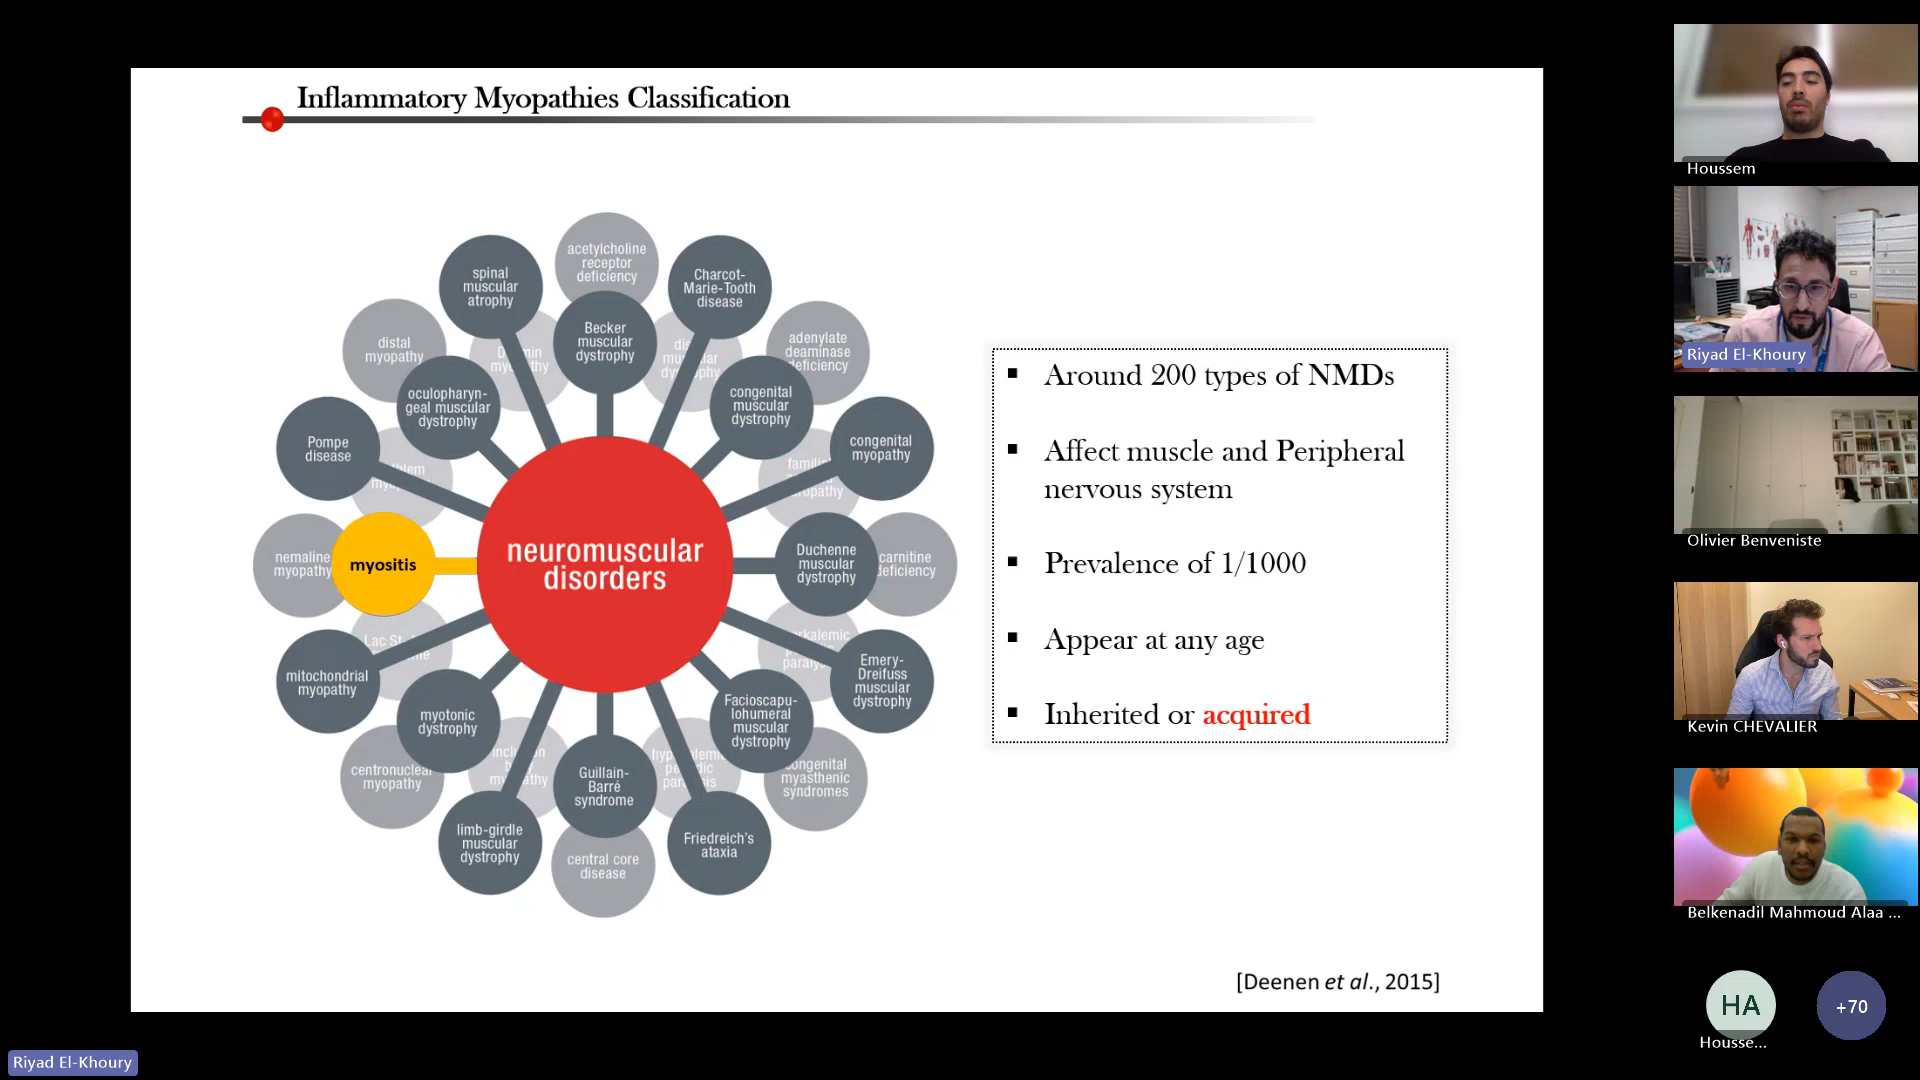 Inflammatory Myopathies Classification
acetylcholine
receptor
deficiency
spinal
muscular
atrophy
Charcot-
Marie-Tooth
disease
Becker
muscular
dystrophy
distal
myopathy
adenylate
deaminase
deficiency
oculopharyn-
geal muscular
dystrophy
congenital
muscular
dystrophy
Pompe
disease
congenital
myopathy
nemaline
myopathy
myositis
neuromuscular
disorders
Duchenne
muscular
dystrophy
carnitine
deficiency
mitochondrial
myopathy
Emery-
Dreifuss
muscular
dystrophy
myotonic
dystrophy
Facioscapu-
lohumeral
muscular
dystrophy
centronuclear
myopathy
Guillain-
Barré
syndrome
congenital
myasthenic
syndromes
limb-girdle
muscular
dystrophy
Friedreich's
ataxia
central core
disease
▪ Around 200 types of NMDs
▪ Affect muscle and Peripheral
nervous system
▪ Prevalence of 1/1000
▪ Appear at any age
▪ Inherited or acquired
[Deenen et al., 2015]
Houssem
Riyad El-Khoury
Olivier Benveniste
Kevin CHEVALIER
Belkenadil Mahmoud Alaa ...
HA
+70
Housse...
Riyad El-Khoury